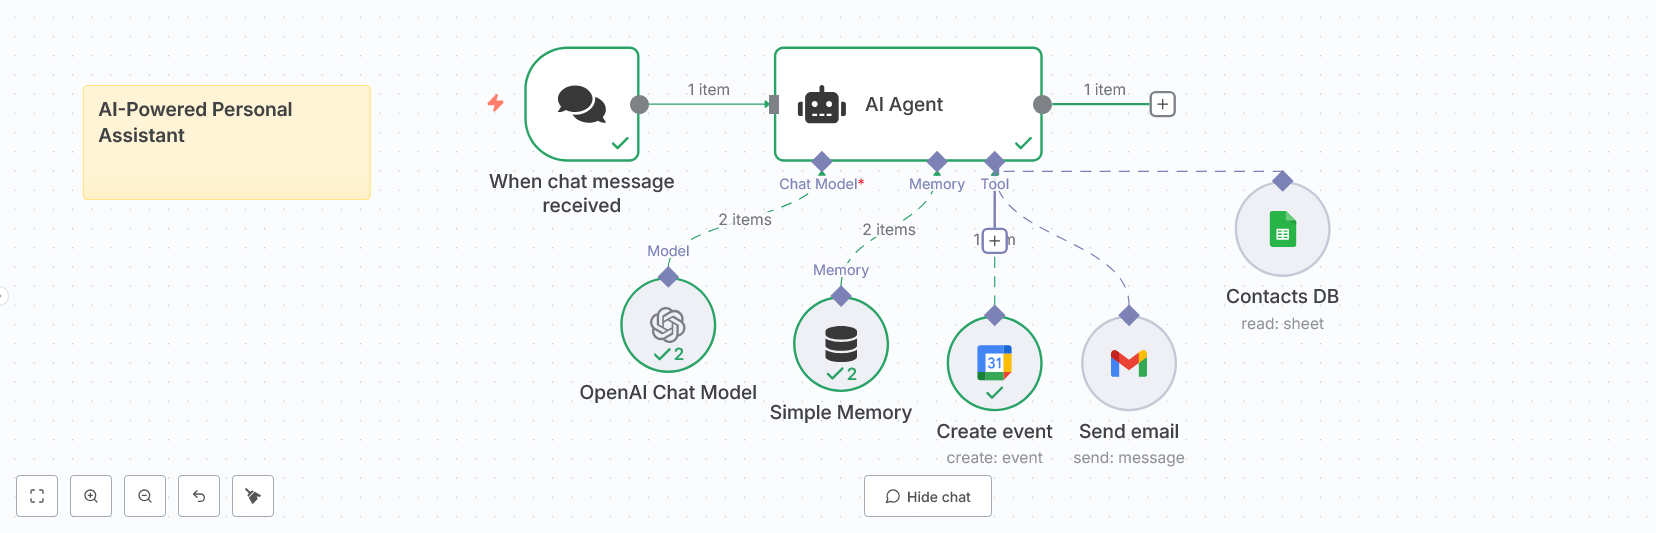 AI-Powered Personal
Assistant
When chat message
received
1 item
AI Agent
1 item
Chat Model*
Memory
Tool
2 items
2 items
Model
Memory
OpenAI Chat Model
2
Simple Memory
2
31
Create event
create: event
Send email
send: message
Contacts DB
read: sheet
Hide chat